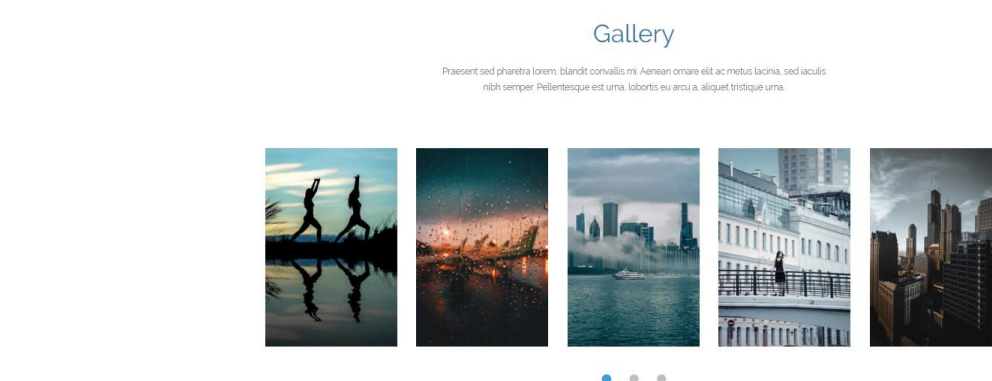 Gallery
Praesent sed pharetra lorem, blandit convallis mi. Aenean ornare elit ac metus lacinia, sed iaculis
nibh semper. Pellentesque est urna, lobortis eu arcu a, aliquet tristique urna.